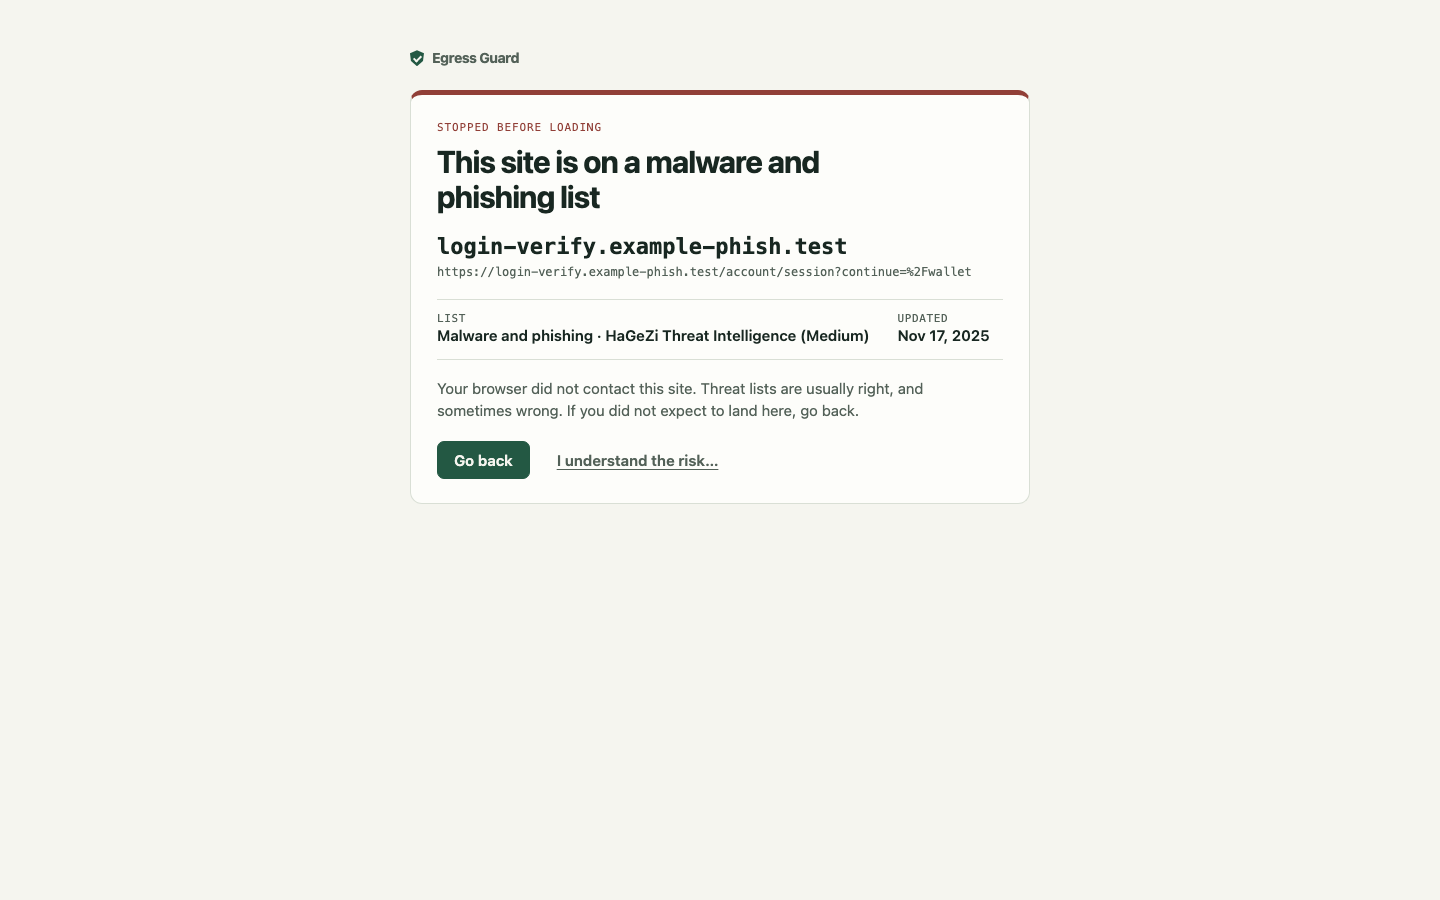 Egress Guard
STOPPED BEFORE LOADING
This site is on a malware and
phishing list
login-verify.example-phish.test
https://login-verify.example-phish.test/account/session?continue=%2Fwallet
LIST
Malware and phishing · HaGeZi Threat Intelligence (Medium)
UPDATED
Nov 17, 2025
Your browser did not contact this site. Threat lists are usually right, and
sometimes wrong. If you did not expect to land here, go back.
Go back
I understand the risk...